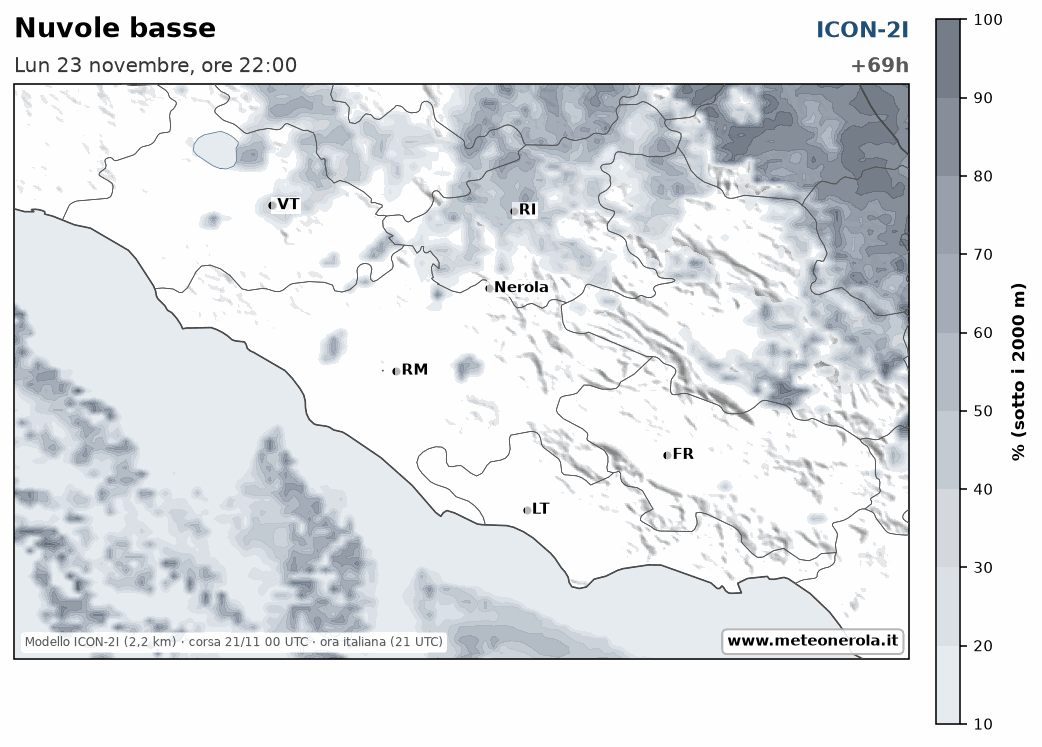 Nuvole basse
ICON-2I
Lun 23 novembre, ore 22:00
+69h
100
90
80
70
60
50
40
30
20
10
% (sotto i 2000 m)
VT
RI
Nerola
RM
FR
LT
Modello ICON-2I (2,2 km) · corsa 21/11 00 UTC · ora italiana (21 UTC)
www.meteonerola.it